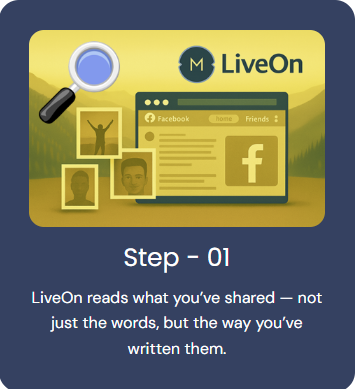 M LiveOn
Facebook home Friends
f
Step - 01
LiveOn reads what you’ve shared — not
just the words, but the way you’ve
written them.